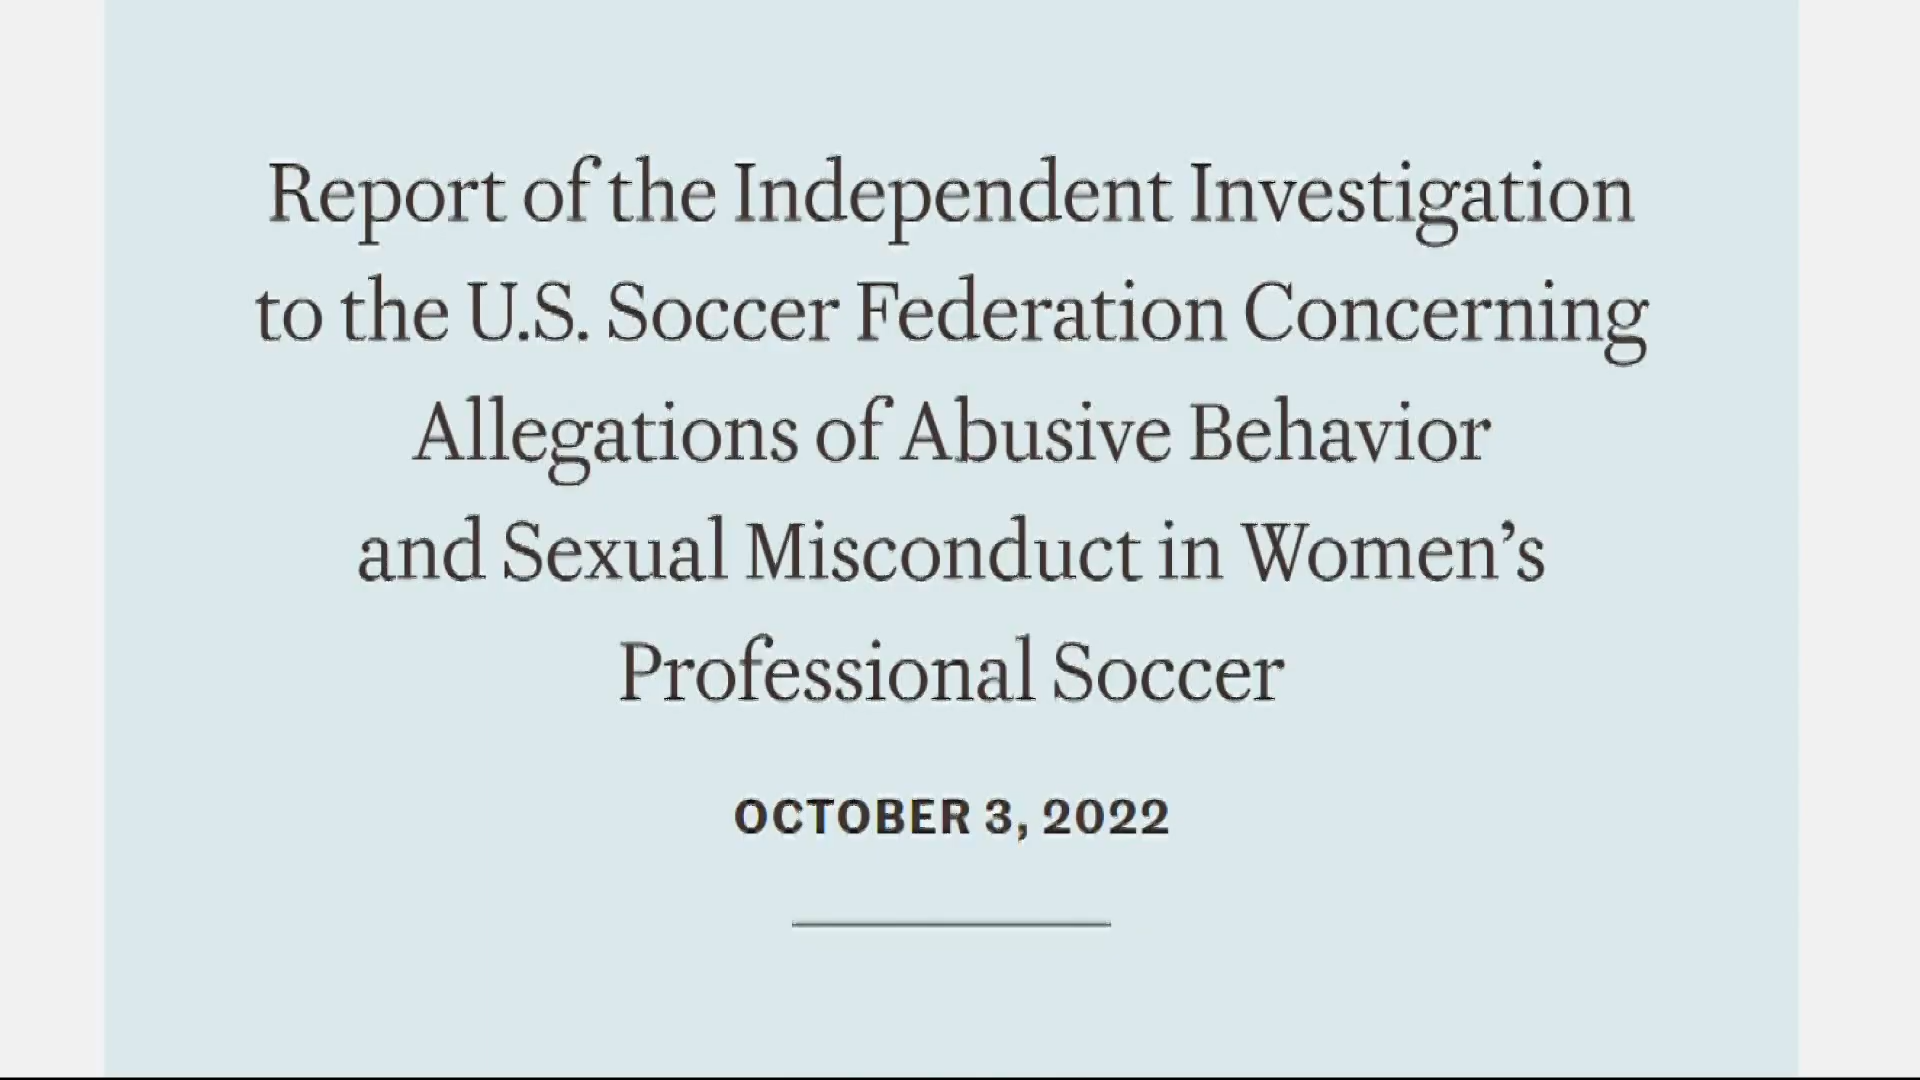 Report of the Independent Investigation
to the U.S. Soccer Federation Concerning
Allegations of Abusive Behavior
and Sexual Misconduct in Women’s
Professional Soccer
OCTOBER 3, 2022